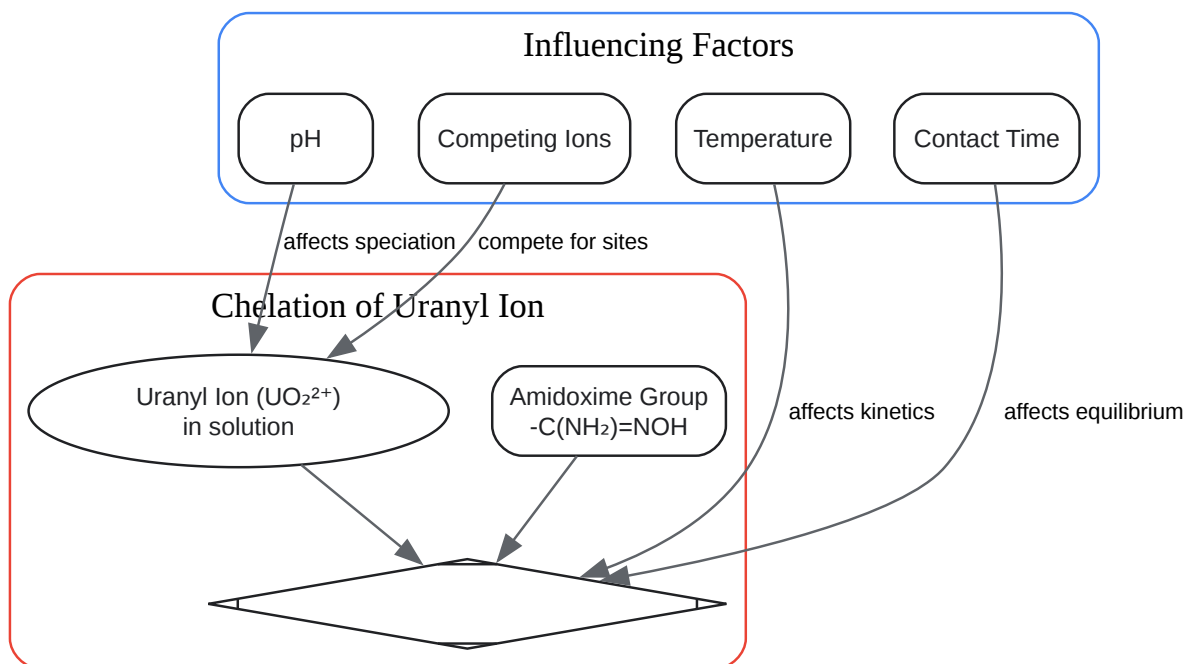 Influencing Factors
pH
Competing Ions
Temperature
Contact Time
affects speciation
compete for sites
Chelation of Uranyl Ion
Uranyl Ion (UO₂²⁺)
in solution
Amidoxime Group
-C(NH₂)=NOH
affects kinetics
affects equilibrium